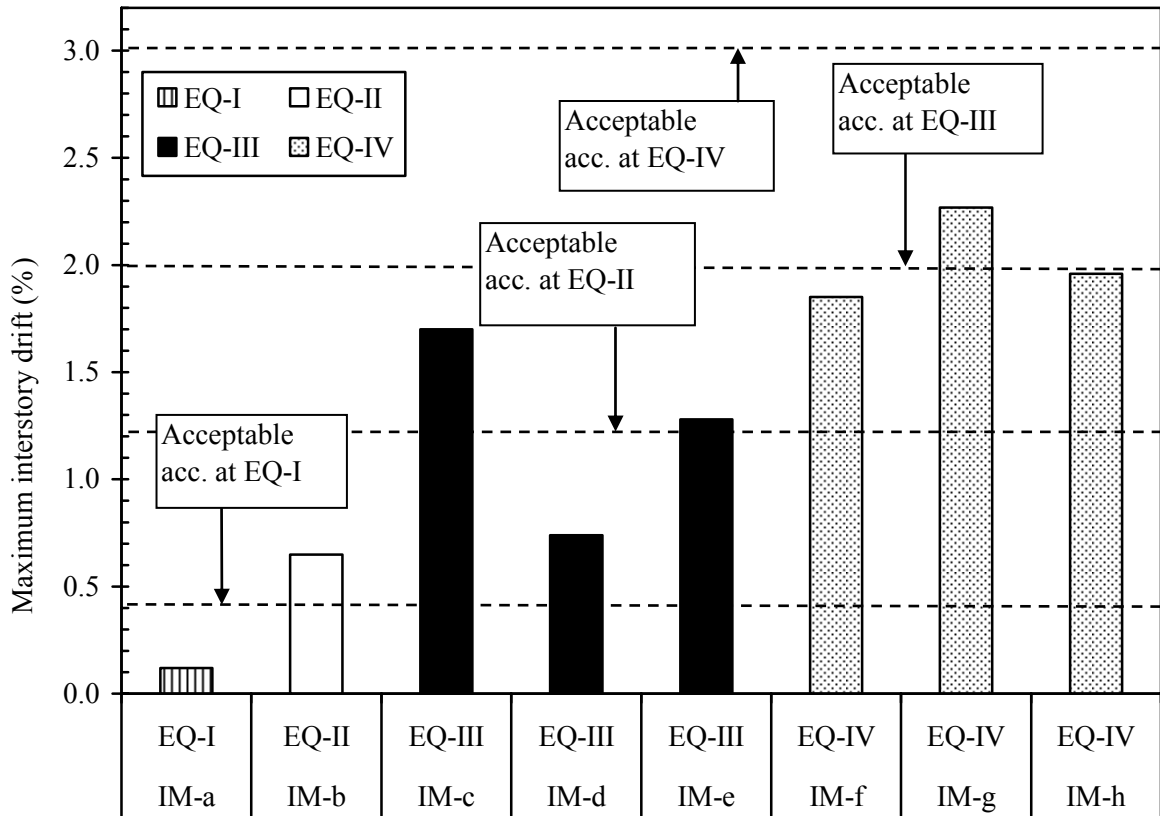 Maximum interstory drift (%)
3.0
2.5
2.0
1.5
1.0
0.5
0.0
EQ-I EQ-II
EQ-III EQ-IV
Acceptable
acc. at EQ-IV
Acceptable
acc. at EQ-III
Acceptable
acc. at EQ-II
Acceptable
acc. at EQ-I
EQ-I EQ-II EQ-III EQ-III EQ-III EQ-IV EQ-IV EQ-IV
IM-a IM-b IM-c IM-d IM-e IM-f IM-g IM-h